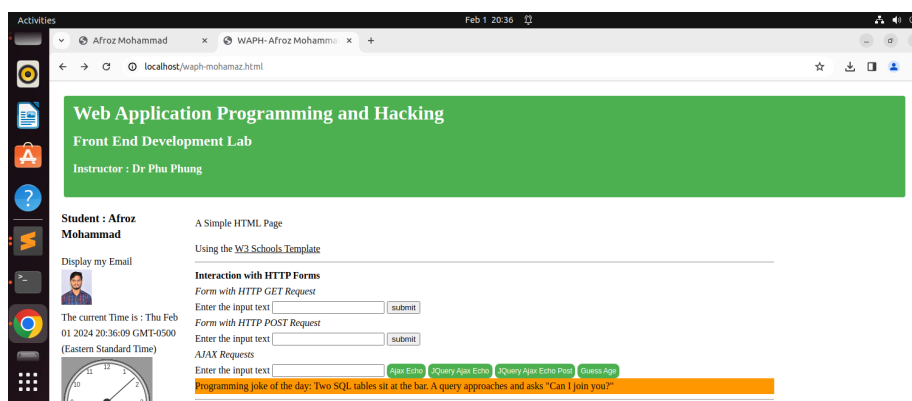 Activities
Feb 1 20:36
Afroz Mohammad
WAPH- Afroz Mohamma
localhost/waph-mohamaz.html
Web Application Programming and Hacking
Front End Development Lab
Instructor : Dr Phu Phung
Student : Afroz
Mohammad
Display my Email
The current Time is : Thu Feb
01 2024 20:36:09 GMT-0500
(Eastern Standard Time)
11 12 1
10 2
A Simple HTML Page
Using the W3 Schools Template
Interaction with HTTP Forms
Form with HTTP GET Request
Enter the input text submit
Form with HTTP POST Request
Enter the input text submit
AJAX Requests
Enter the input text Ajax Echo JQuery Ajax Echo JQuery Ajax Echo Post Guess Age
Programming joke of the day: Two SQL tables sit at the bar. A query approaches and asks "Can I join you?"